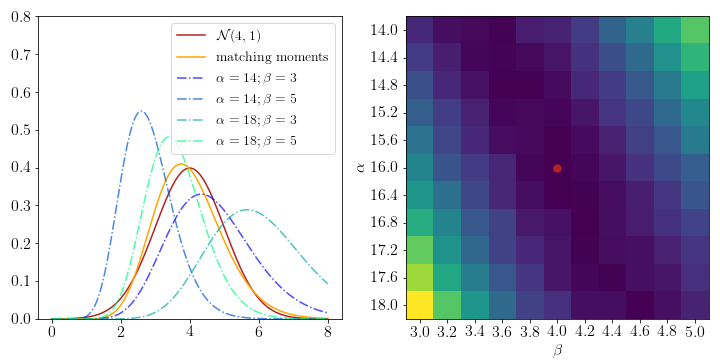 0.8
0.7
0.6
0.5
0.4
0.3
0.2
0.1
0.0
0 2 4 6 8
𝒩(4, 1)
matching moments
α = 14; β = 3
α = 14; β = 5
α = 18; β = 3
α = 18; β = 5
α
14.0
14.4
14.8
15.2
15.6
16.0
16.4
16.8
17.2
17.6
18.0
3.0 3.2 3.4 3.6 3.8 4.0 4.2 4.4 4.6 4.8 5.0
β